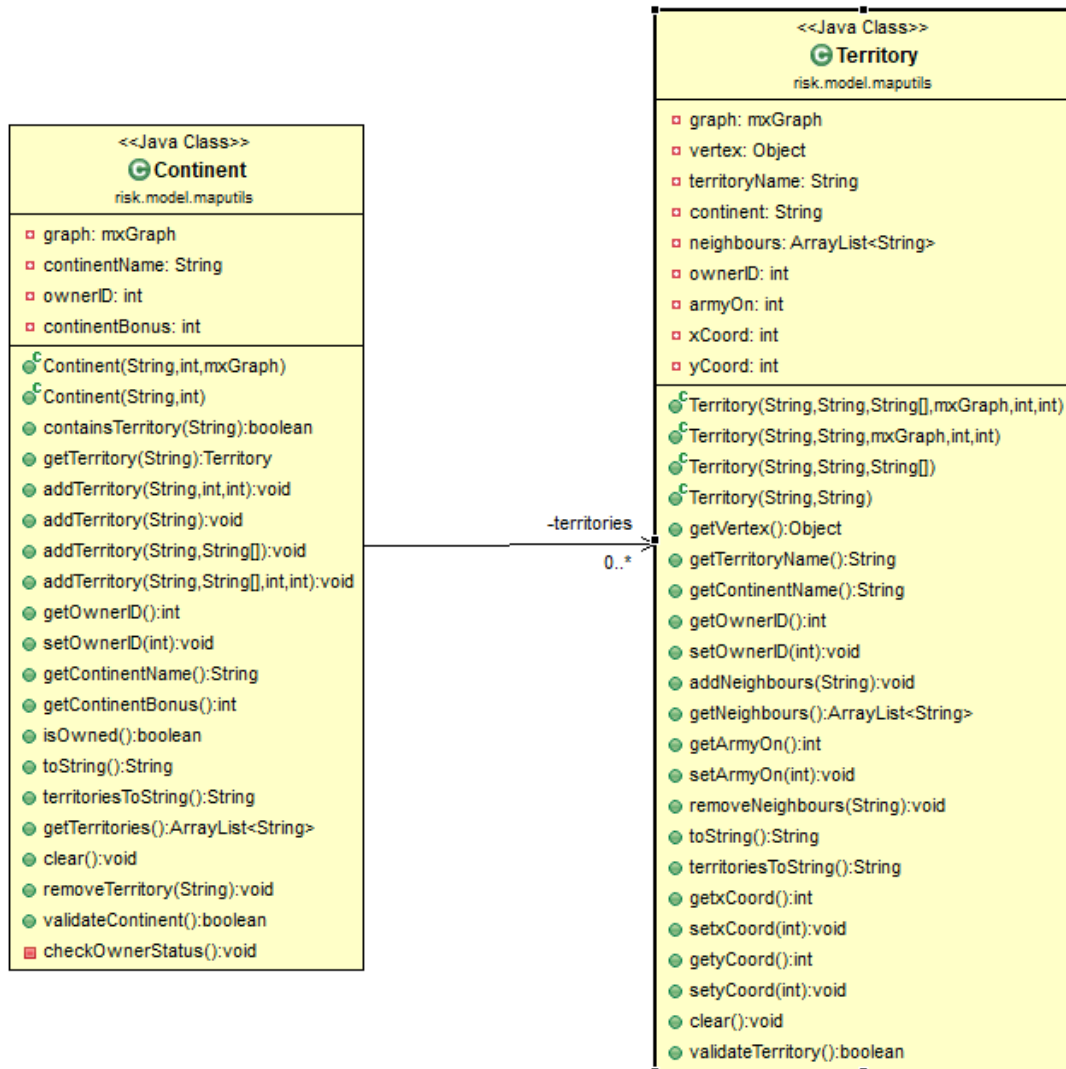 <<Java Class>>
Continent
risk.model.maputils
graph: mxGraph
continentName: String
ownerID: int
continentBonus: int
Continent(String,int,mxGraph)
Continent(String,int)
containsTerritory(String):boolean
getTerritory(String):Territory
addTerritory(String,int,int):void
addTerritory(String):void
addTerritory(String,String[]):void
addTerritory(String,String[],int,int):void
getOwnerID():int
setOwnerID(int):void
getContinentName():String
getContinentBonus():int
isOwned():boolean
toString():String
territoriesToString():String
getTerritories():ArrayList<String>
clear():void
removeTerritory(String):void
validateContinent():boolean
checkOwnerStatus():void
-territories
0..*
<<Java Class>>
Territory
risk.model.maputils
graph: mxGraph
vertex: Object
territoryName: String
continent: String
neighbours: ArrayList<String>
ownerID: int
armyOn: int
xCoord: int
yCoord: int
Territory(String,String,String[],mxGraph,int,int)
Territory(String,String,mxGraph,int,int)
Territory(String,String,String[])
Territory(String,String)
getVertex():Object
getTerritoryName():String
getContinentName():String
getOwnerID():int
setOwnerID(int):void
addNeighbours(String):void
getNeighbours():ArrayList<String>
getArmyOn():int
setArmyOn(int):void
removeNeighbours(String):void
toString():String
territoriesToString():String
getxCoord():int
setxCoord(int):void
getyCoord():int
setyCoord(int):void
clear():void
validateTerritory():boolean